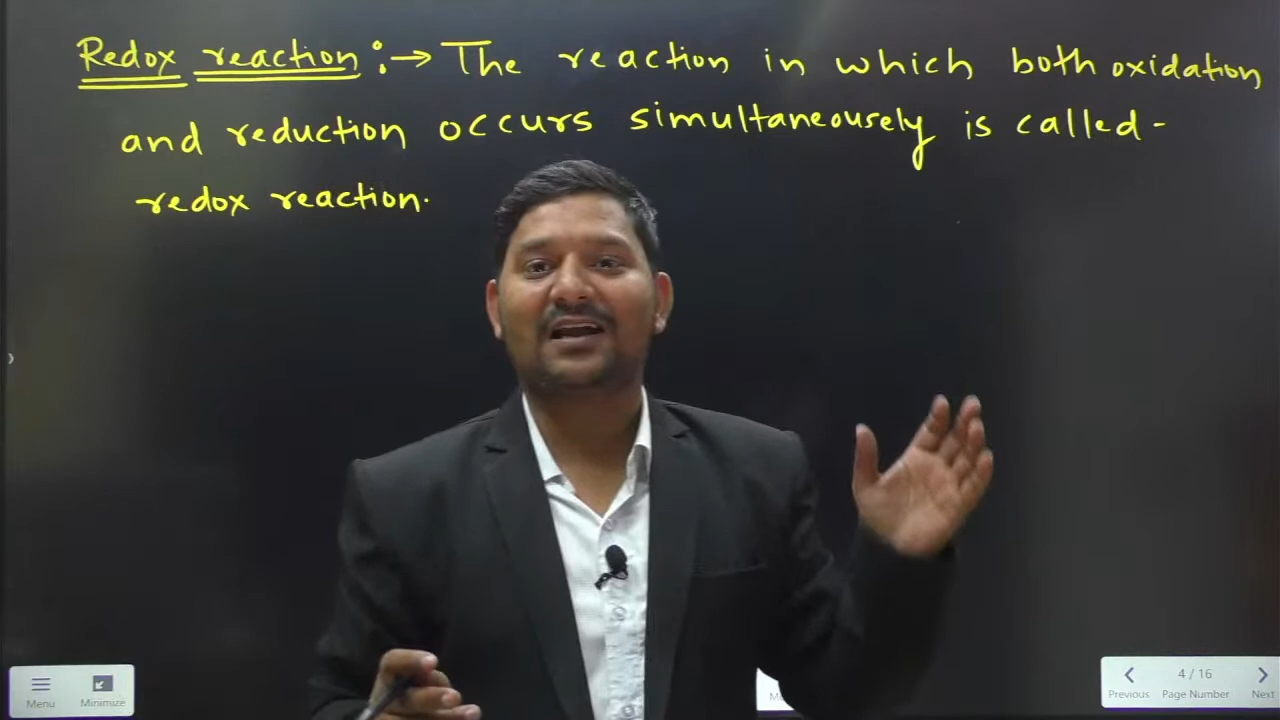 Redox reaction :→ The reaction in which both oxidation
and reduction occurs simultaneousely is called-
redox reaction.
Menu
Minimize
Previous
4 / 16
Page Number
Next